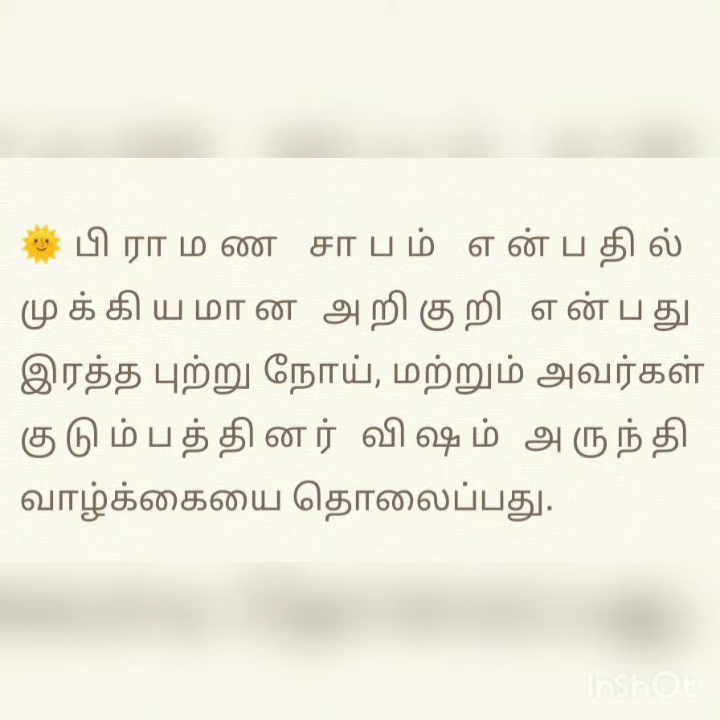 🌞 பிராமண சாபம் என்பதில்
முக்கியமான அறிகுறி என்பது
இரத்த புற்று நோய், மற்றும் அவர்கள்
குடும்பத்தினர் விஷம் அருந்தி
வாழ்க்கையை தொலைப்பது.
InShOt